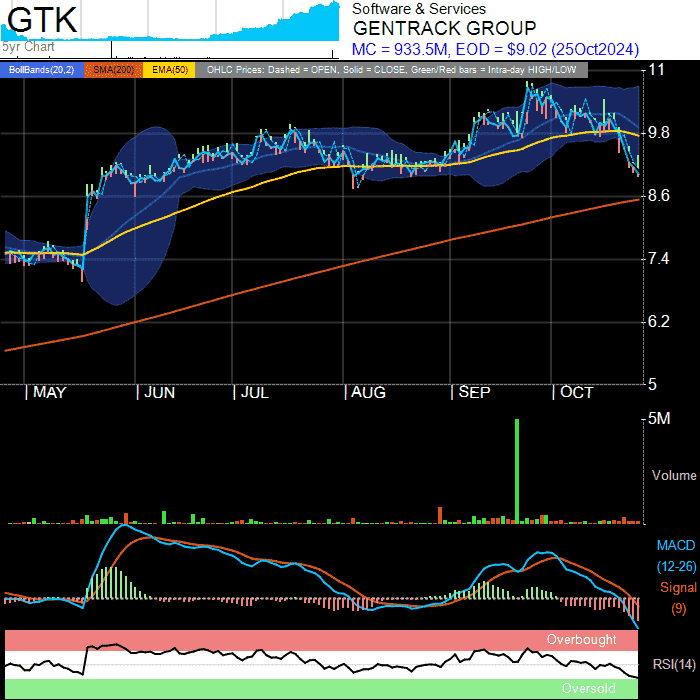 GTK
5yr Chart
Software & Services
GENTRACK GROUP
MC = 933.5M, EOD = $9.02 (25Oct2024)
BollBands(20,2) SMA(200) EMA(50) OHLC Prices: Dashed = OPEN, Solid = CLOSE, Green/Red bars = Intra-day HIGH/LOW
11
9.8
8.6
7.4
6.2
5
MAY JUN JUL AUG SEP OCT
5M
Volume
MACD
(12-26)
Signal
(9)
Overbought
RSI(14)
Oversold